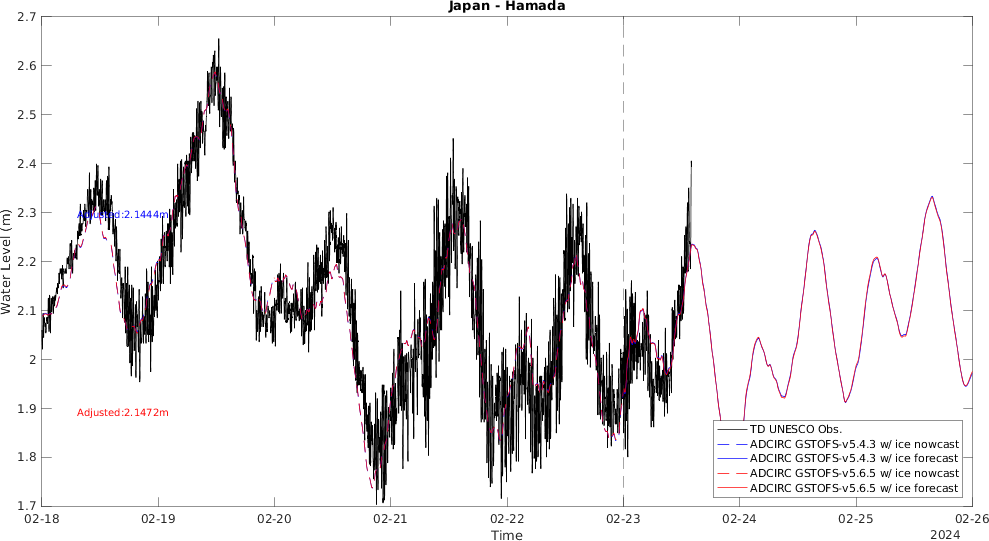 Japan - Hamada
2.7
2.6
2.5
2.4
2.3
2.2
2.1
2
1.9
1.8
1.7
Water Level (m)
Adjusted:2.1444m
Adjusted:2.1472m
TD UNESCO Obs.
ADCIRC GSTOFS-v5.4.3 w/ ice nowcast
ADCIRC GSTOFS-v5.4.3 w/ ice forecast
ADCIRC GSTOFS-v5.6.5 w/ ice nowcast
ADCIRC GSTOFS-v5.6.5 w/ ice forecast
02-18 02-19 02-20 02-21 02-22 02-23 02-24 02-25 02-26
Time
2024